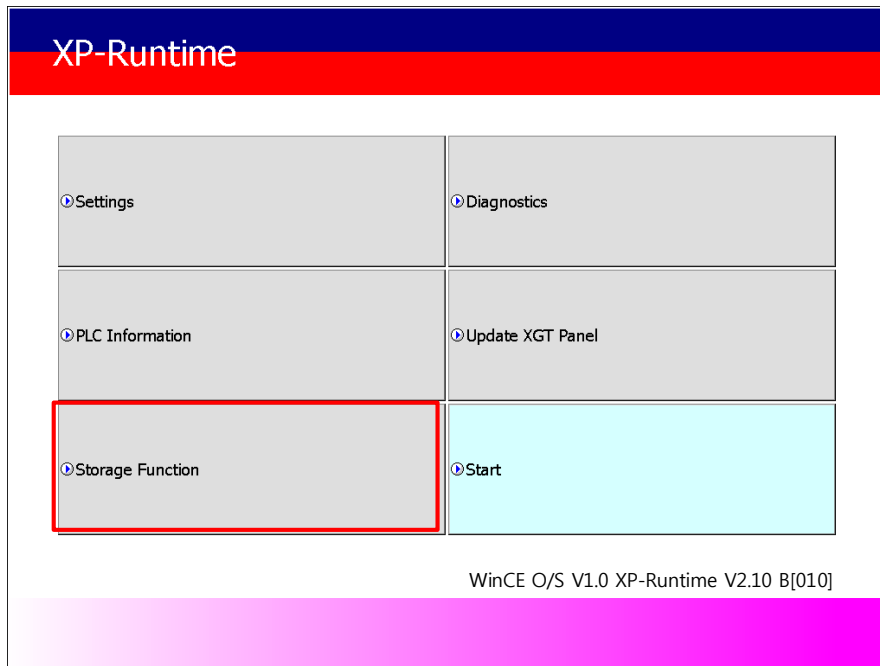 XP-Runtime
Settings
Diagnostics
PLC Information
Update XGT Panel
Storage Function
Start
WinCE O/S V1.0 XP-Runtime V2.10 B[010]